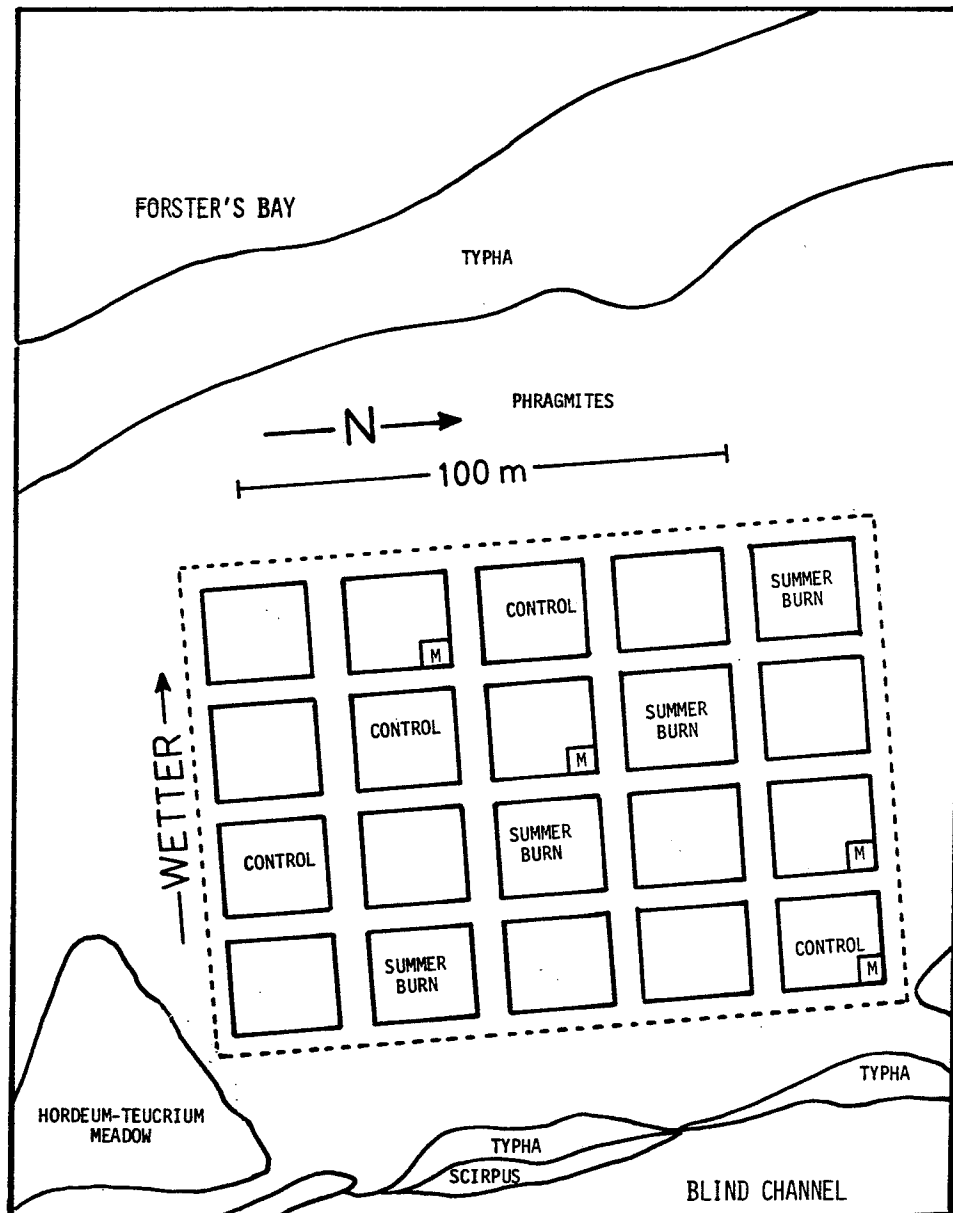 FORSTER'S BAY
TYPHA
PHRAGMITES
N
100 m
SUMMER
BURN
CONTROL
M
CONTROL
SUMMER
BURN
M
WETTER
CONTROL
SUMMER
BURN
M
SUMMER
BURN
CONTROL
M
HORDEUM-TEUCRIUM
MEADOW
TYPHA
TYPHA
SCIRPUS
BLIND CHANNEL